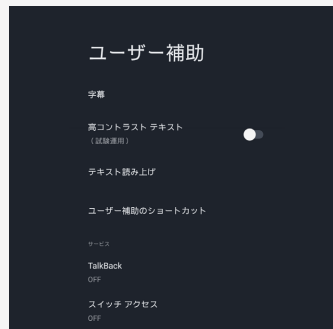 ユーザー補助
字幕
高コントラスト テキスト
（試験運用）
テキスト読み上げ
ユーザー補助のショートカット
サービス
TalkBack
OFF
スイッチ アクセス
OFF